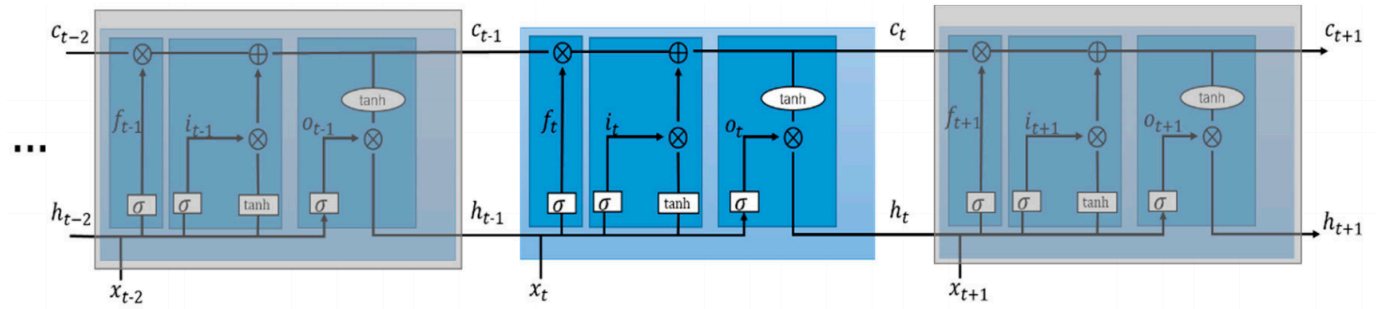 c_{t-2} c_{t-1} c_t c_{t+1}
tanh tanh tanh
f_{t-1} i_{t-1} o_{t-1} f_t i_t o_t f_{t+1} i_{t+1} o_{t+1}
...
σ σ tanh σ σ σ tanh σ σ σ tanh σ
h_{t-2} h_{t-1} h_t h_{t+1}
x_{t-2} x_t x_{t+1}